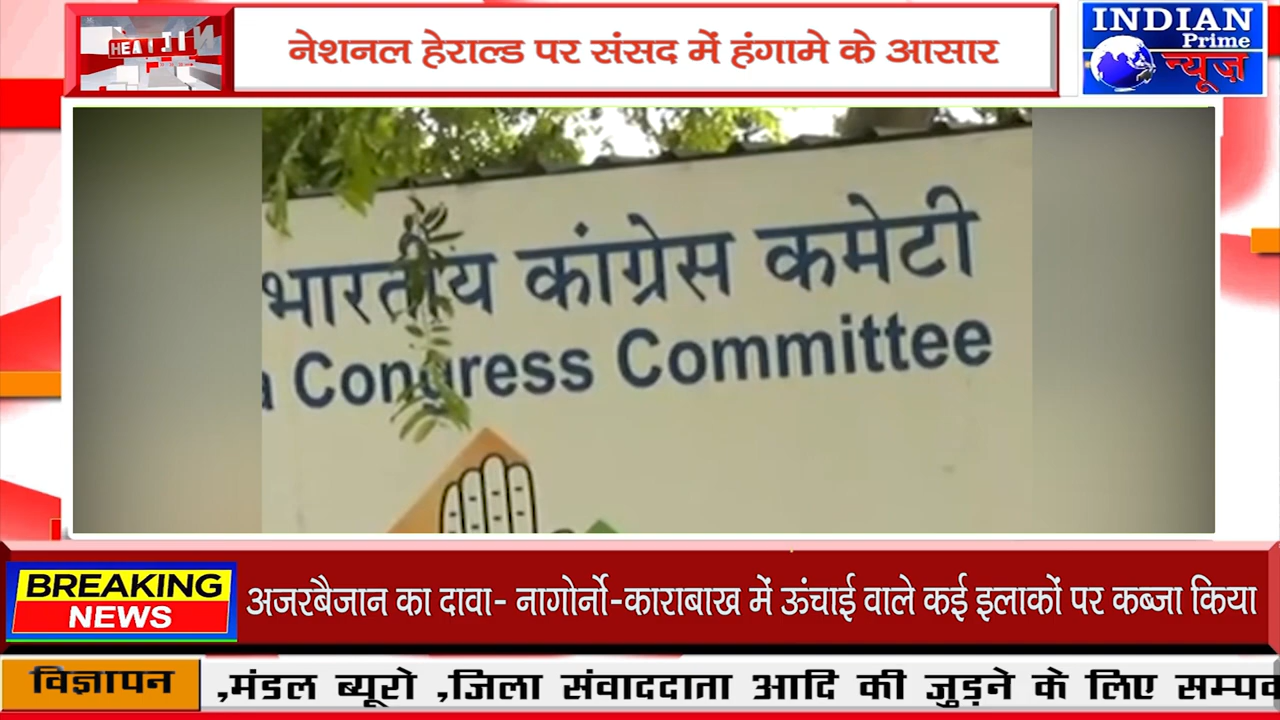 नेशनल हेराल्ड पर संसद में हंगामे के आसार
INDIAN
Prime
न्यूज़
भारतीय कांग्रेस कमेटी
a Congress Committee
BREAKING
NEWS
अजरबैजान का दावा- नागोर्नो-काराबाख में ऊंचाई वाले कई इलाकों पर कब्जा किया
विज्ञापन
,मंडल ब्यूरो ,जिला संवाददाता आदि की जुड़ने के लिए सम्पक